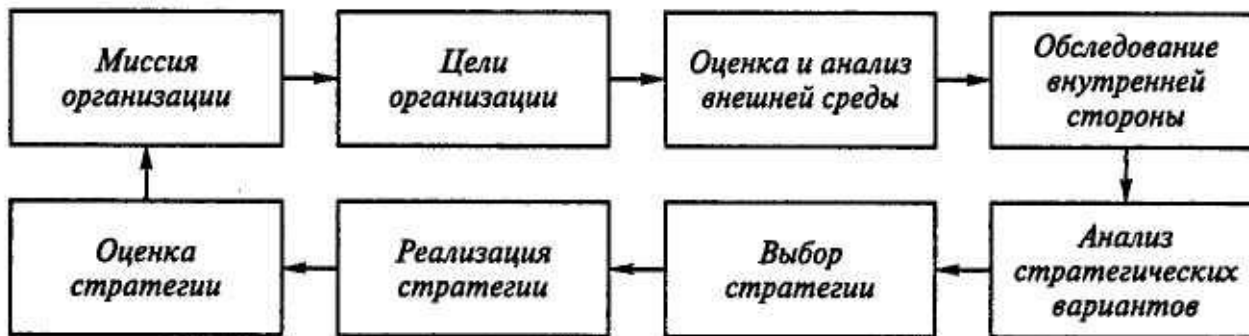 Миссия
организации
Цели
организации
Оценка и анализ
внешней среды
Обследование
внутренней
стороны
Оценка
стратегии
Реализация
стратегии
Выбор
стратегии
Анализ
стратегических
вариантов